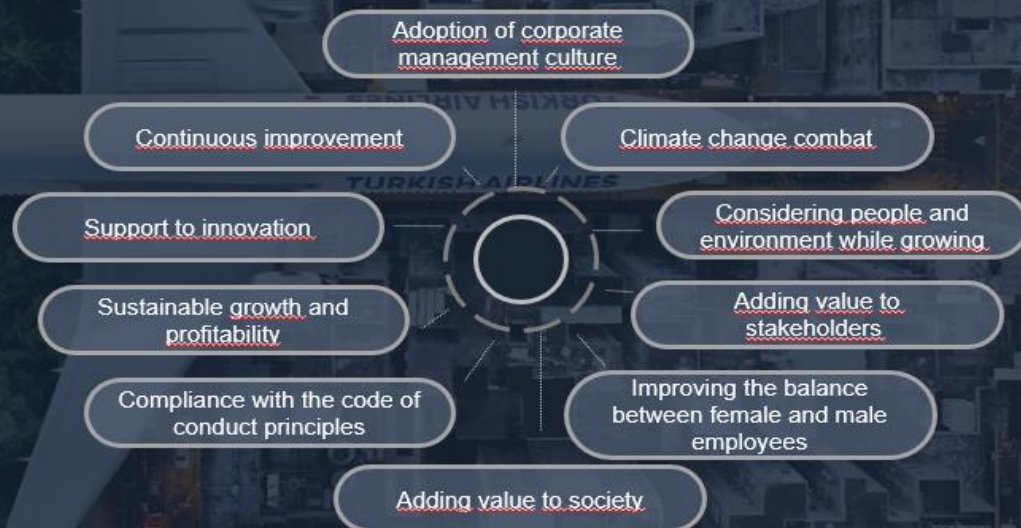 Adoption of corporate
management culture
TURKISH AIRLINES
Continuous improvement
Climate change combat
TURKISH AIRLINES
Support to innovation
Considering people and
environment while growing
Sustainable growth and
profitability
Adding value to
stakeholders
Compliance with the code of
conduct principles
Improving the balance
between female and male
employees
Adding value to society